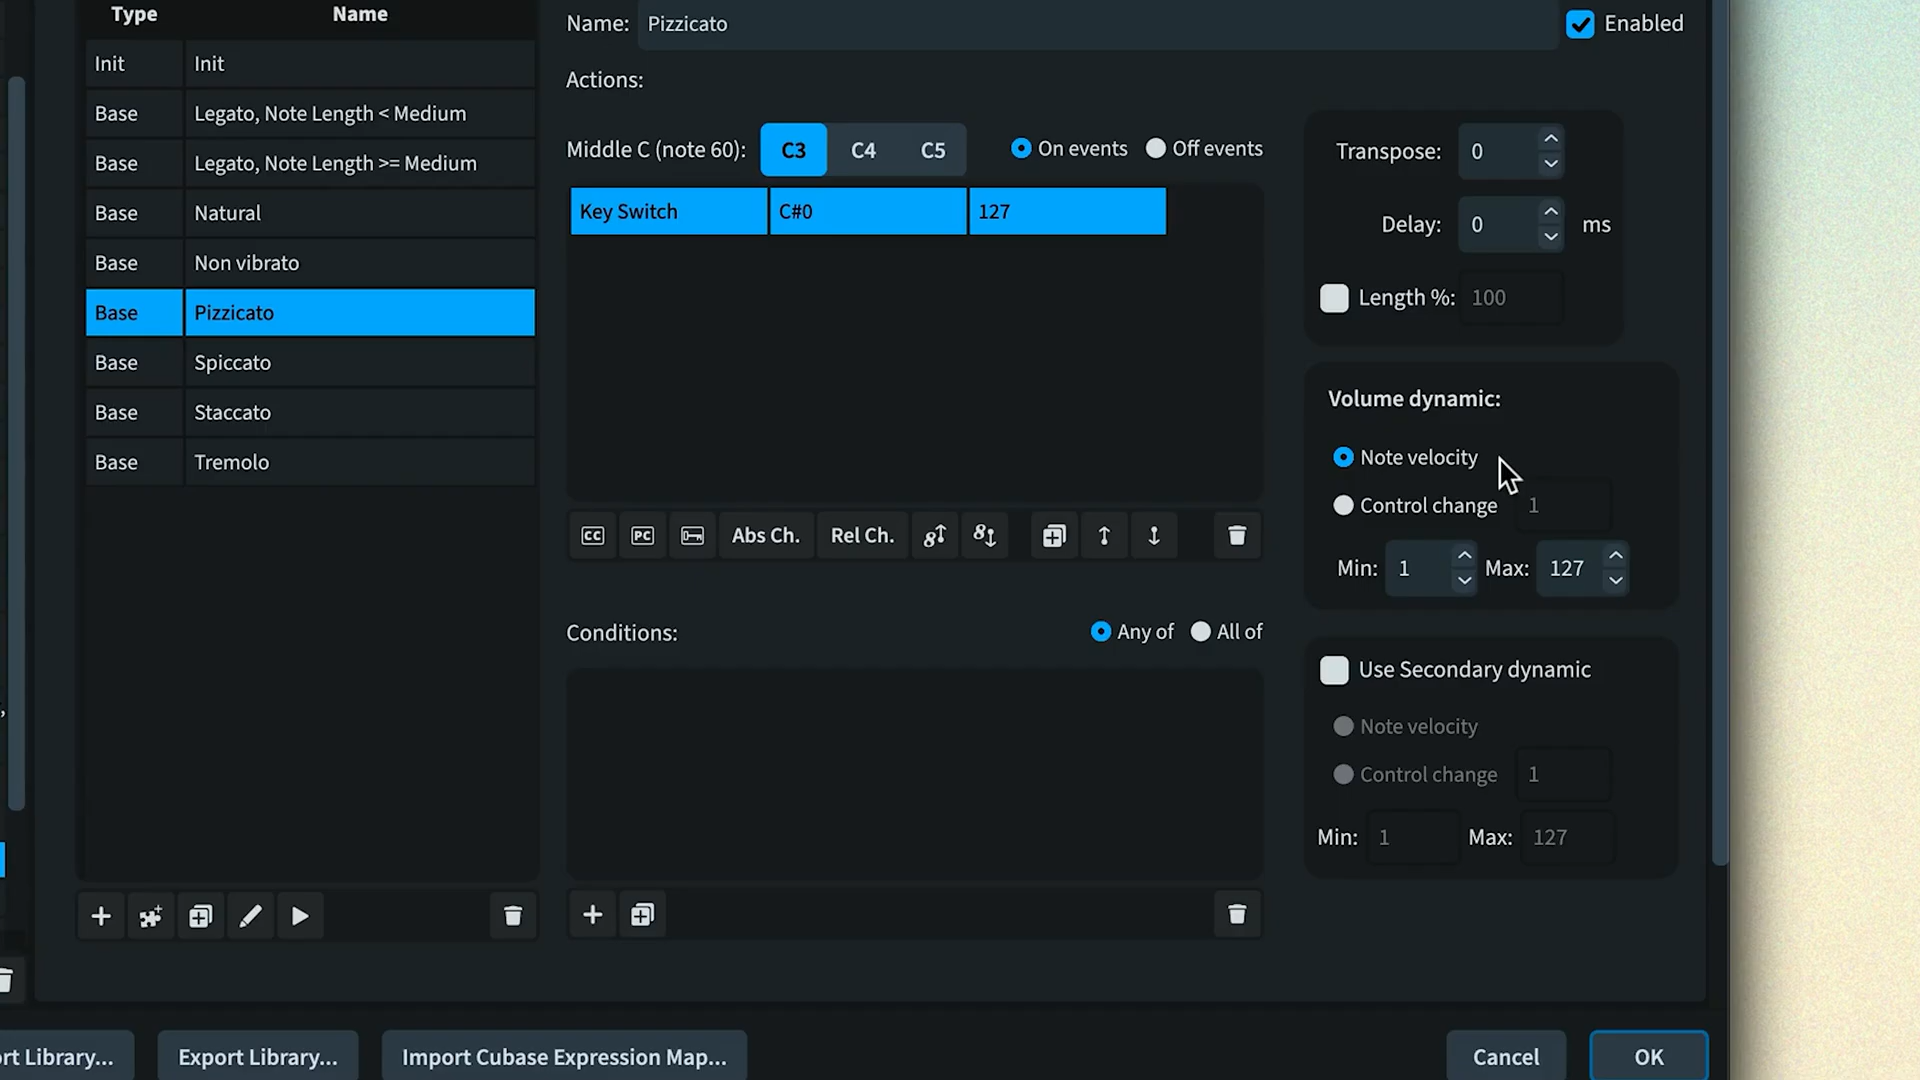 Type Name
Init Init
Base Legato, Note Length < Medium
Base Legato, Note Length >= Medium
Base Natural
Base Non vibrato
Base Pizzicato
Base Spiccato
Base Staccato
Base Tremolo
Name: Pizzicato
Enabled
Actions:
Middle C (note 60): C3 C4 C5
On events Off events
Key Switch C#0 127
CC PC Abs Ch. Rel Ch. 8 8
Conditions:
Any of All of
Transpose: 0
Delay: 0 ms
Length %: 100
Volume dynamic:
Note velocity
Control change 1
Min: 1 Max: 127
Use Secondary dynamic
Note velocity
Control change 1
Min: 1 Max: 127
rt Library... Export Library... Import Cubase Expression Map... Cancel OK